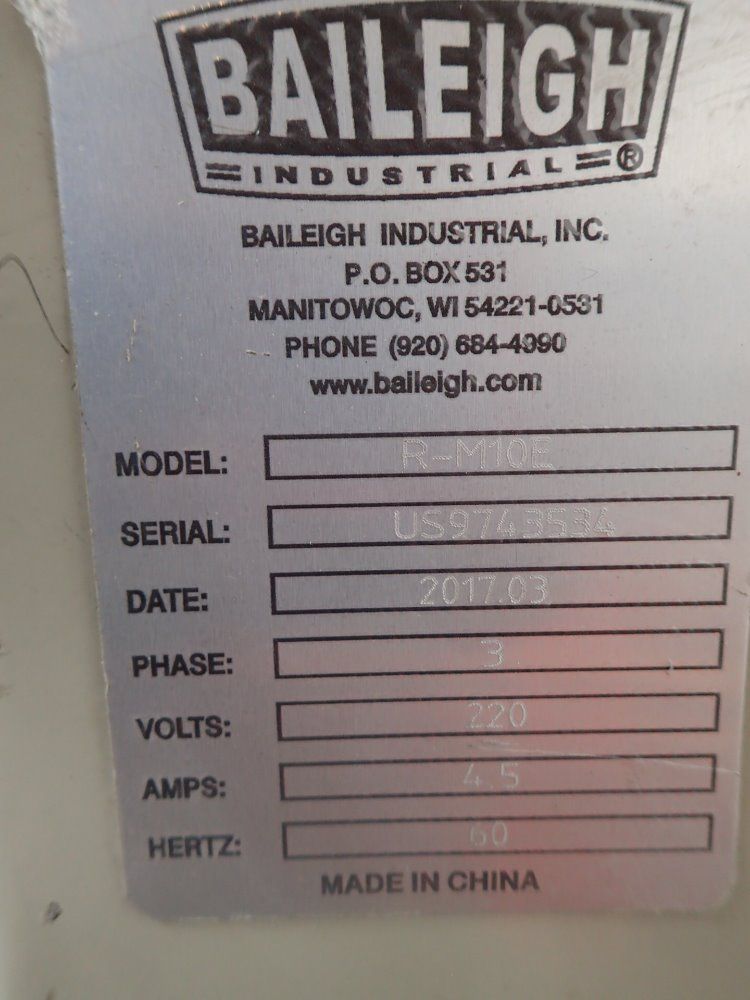 BAILEIGH
INDUSTRIAL ®
BAILEIGH INDUSTRIAL, INC.
P.O. BOX 531
MANITOWOC, WI 54221-0531
PHONE (920) 684-4990
www.baileigh.com
MODEL: R-M10E
SERIAL: US9743534
DATE: 2017.03
PHASE: 3
VOLTS: 220
AMPS: 4.5
HERTZ: 60
MADE IN CHINA